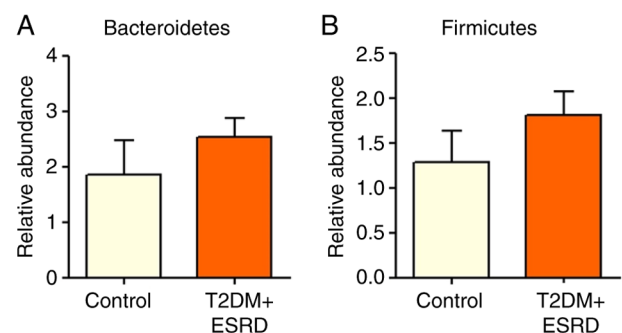 A
Bacteroidetes
Relative abundance
4
3
2
1
0
Control
T2DM+
ESRD
B
Firmicutes
Relative abundance
2.5
2.0
1.5
1.0
0.5
0.0
Control
T2DM+
ESRD